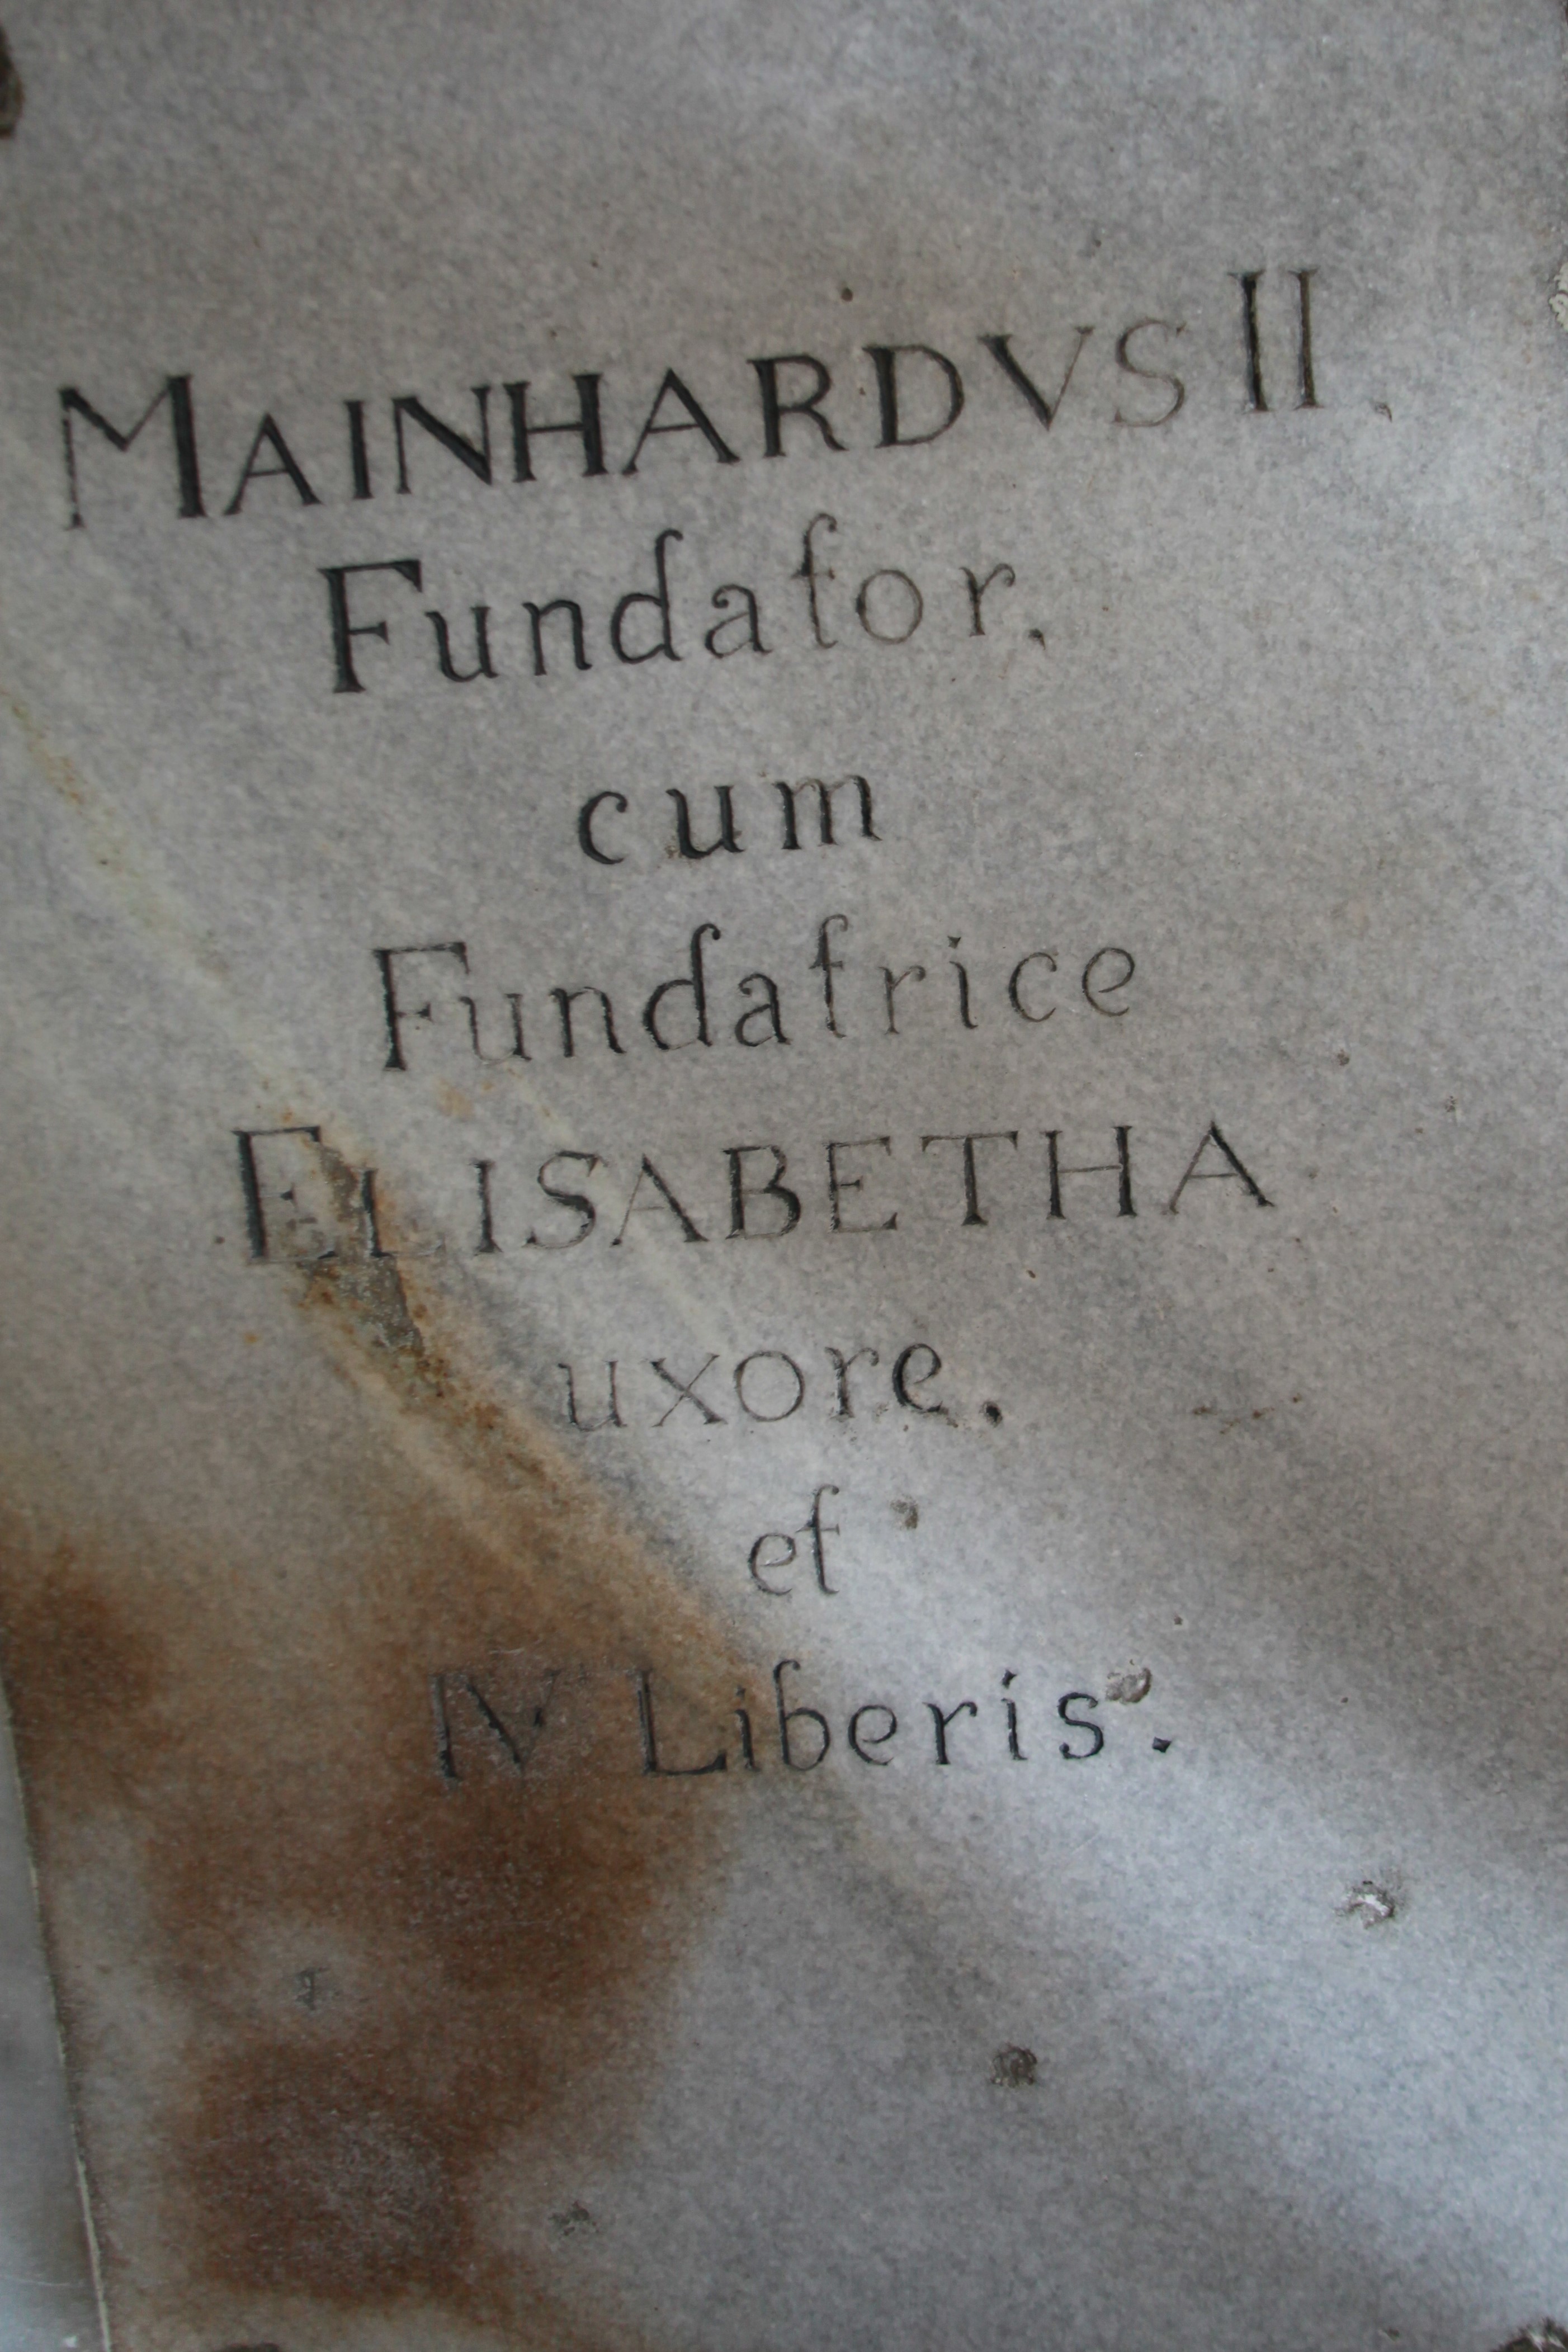 MAINHARDVS II.
Fundator.
cum
Fundatrice
ELISABETHA
uxore.
et
IV Liberis.